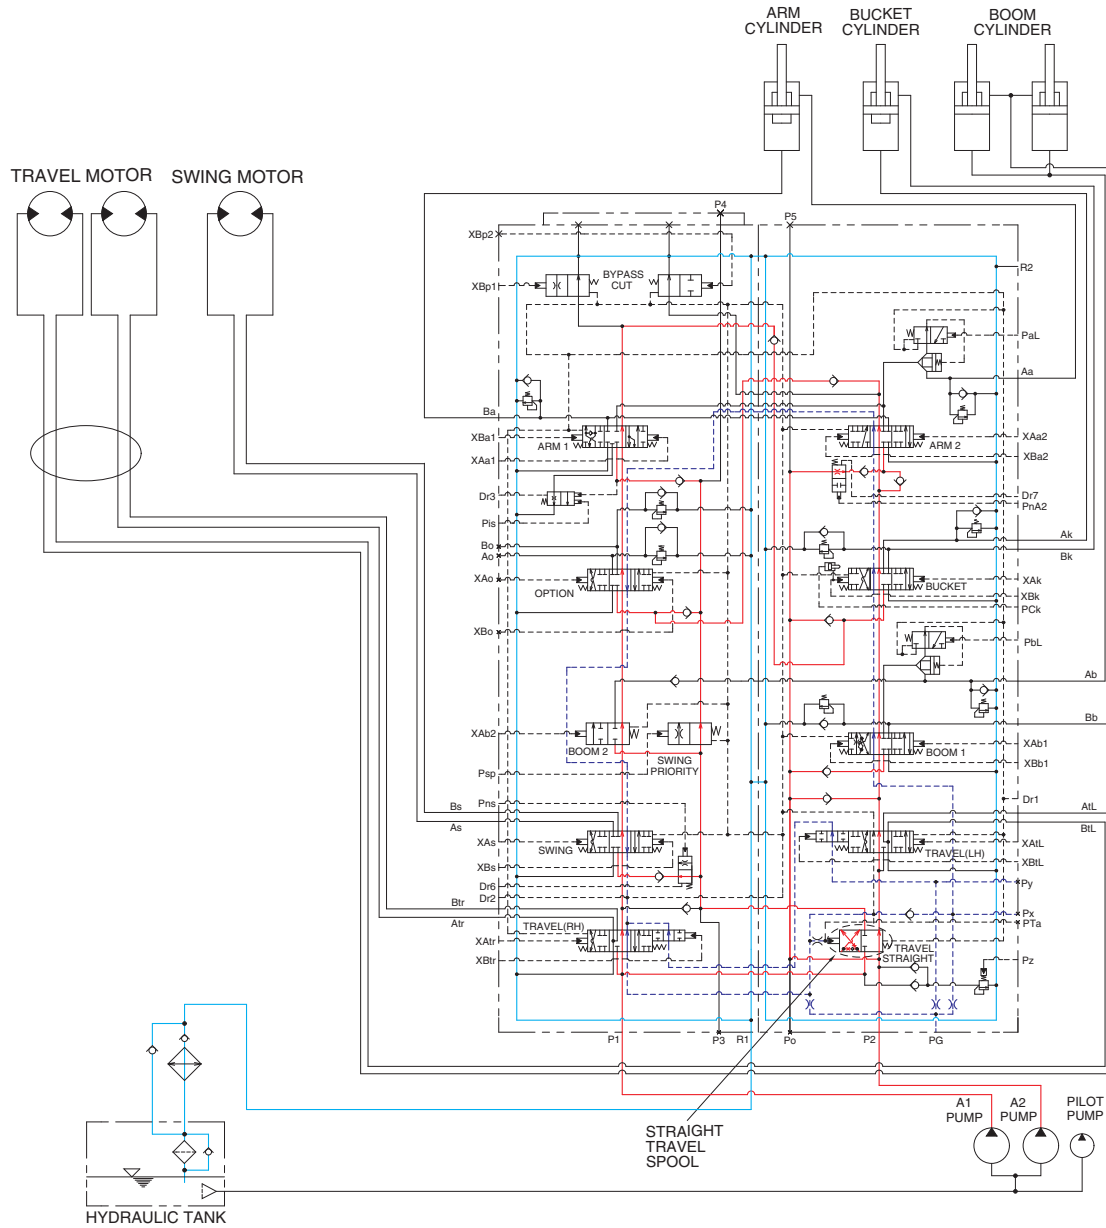 ARM
CYLINDER
BUCKET
CYLINDER
BOOM
CYLINDER
TRAVEL MOTOR
SWING MOTOR
P4
P5
XBp2
BYPASS
CUT
R2
XBp1
PaL
Aa
Ba
XBa1
ARM 1
XAa1
XAa2
ARM 2
XBa2
Dr3
Pis
Dr7
PnA2
Bo
Ao
Ak
Bk
XAo
OPTION
XAk
BUCKET
XBk
PCk
XBo
PbL
Ab
Bb
XAb2
BOOM 2
SWING
PRIORITY
XAb1
BOOM 1
XBb1
Psp
Pns
Dr1
Bs
As
AtL
BtL
XAs
SWING
XBs
XAtL
TRAVEL(LH)
XBtL
Dr6
Dr2
Py
Btr
Atr
Px
PTa
TRAVEL(RH)
XAtr
XBtr
TRAVEL
STRAIGHT
Pz
P1
P3
R1
Po
P2
PG
A1
PUMP
A2
PUMP
PILOT
PUMP
STRAIGHT
TRAVEL
SPOOL
HYDRAULIC TANK